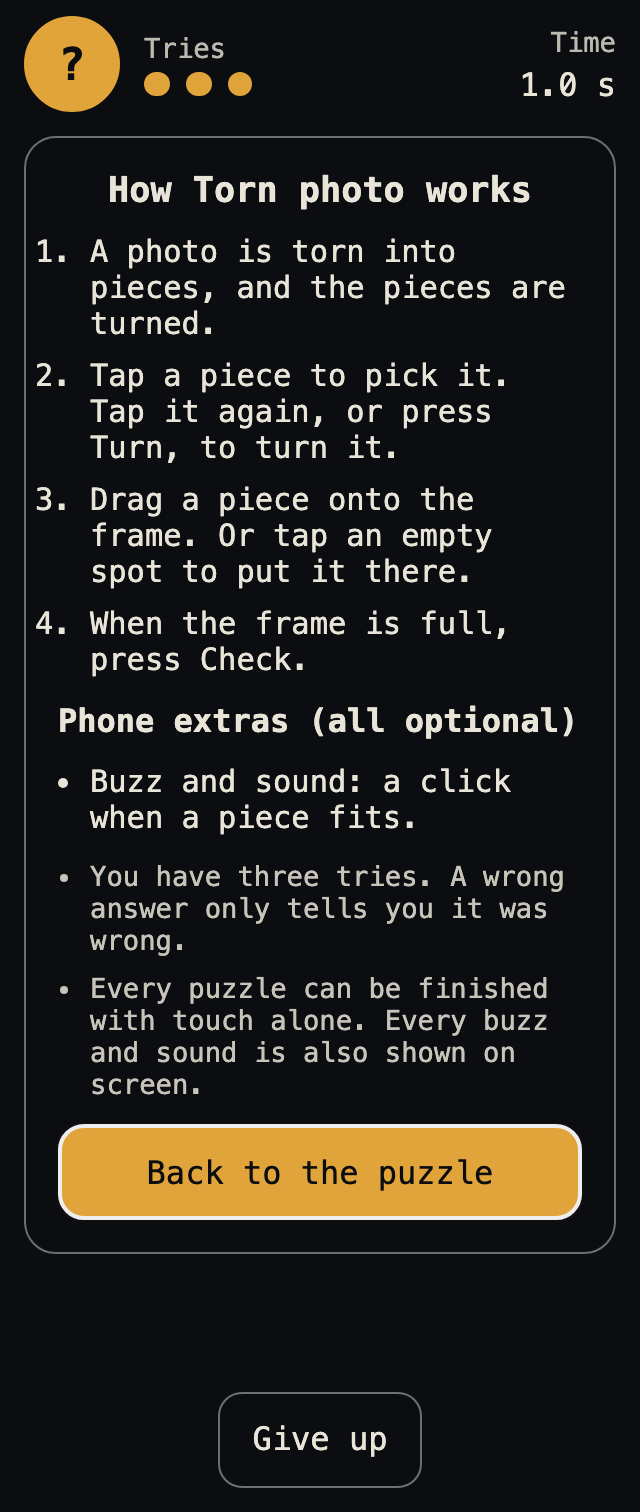 ?
Tries
Time
1.0 s
How Torn photo works
1. A photo is torn into
pieces, and the pieces are
turned.
2. Tap a piece to pick it.
Tap it again, or press
Turn, to turn it.
3. Drag a piece onto the
frame. Or tap an empty
spot to put it there.
4. When the frame is full,
press Check.
Phone extras (all optional)
• Buzz and sound: a click
when a piece fits.
• You have three tries. A wrong
answer only tells you it was
wrong.
• Every puzzle can be finished
with touch alone. Every buzz
and sound is also shown on
screen.
Back to the puzzle
Give up